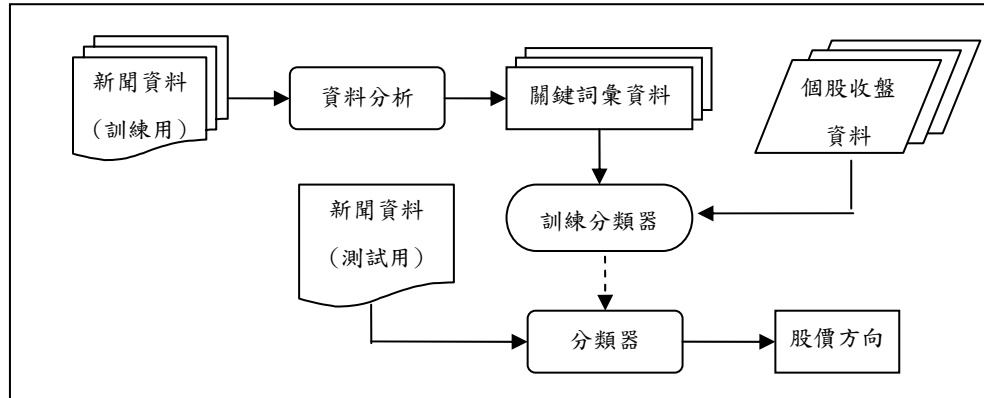 新聞資料
（訓練用）
資料分析
關鍵詞彙資料
個股收盤
資料
新聞資料
（測試用）
訓練分類器
分類器
股價方向